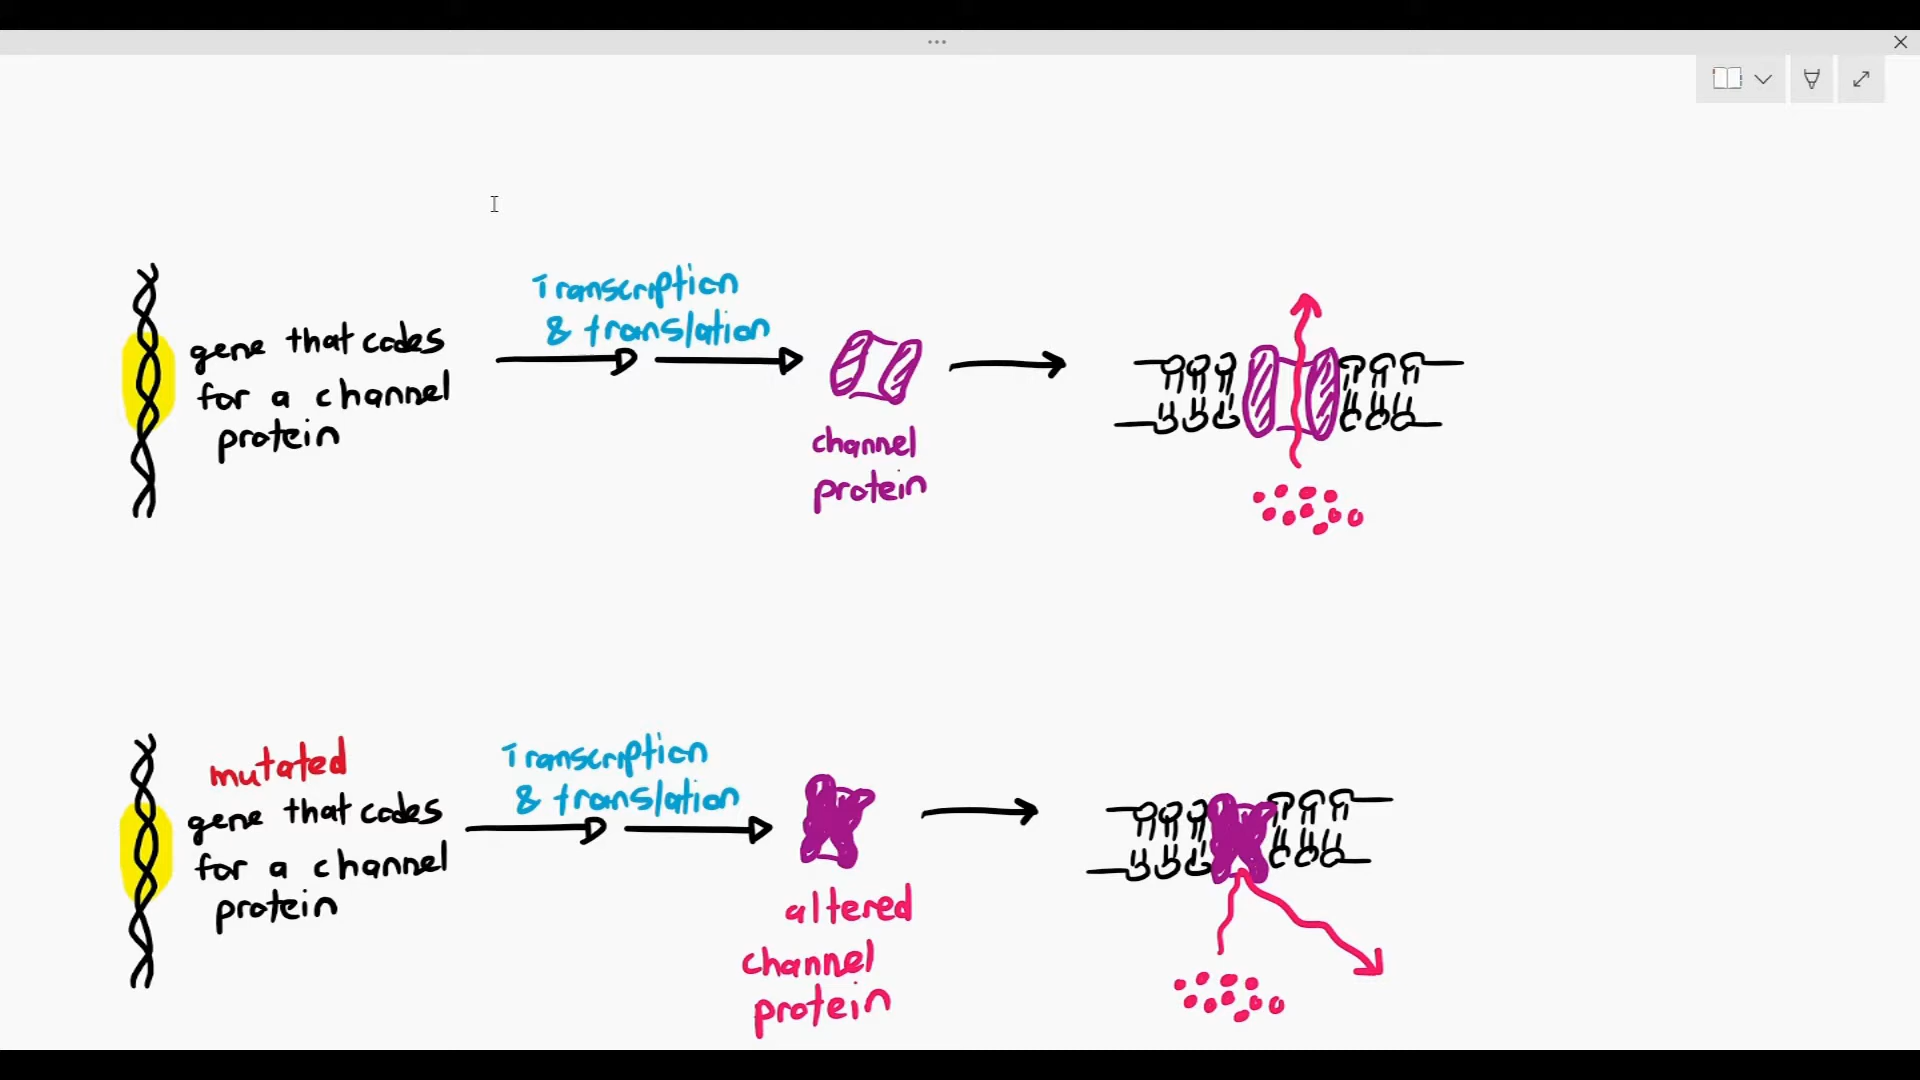 gene that codes
for a channel
protein
Transcription
& translation
channel
protein
mutated
gene that codes
for a channel
protein
Transcription
& translation
altered
channel
protein